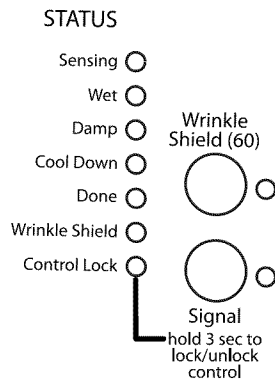 STATUS
Sensing
Wet
Damp
Cool Down
Done
Wrinkle Shield
Control Lock
Wrinkle
Shield (60)
Signal
hold 3 sec to
lock/unlock
control